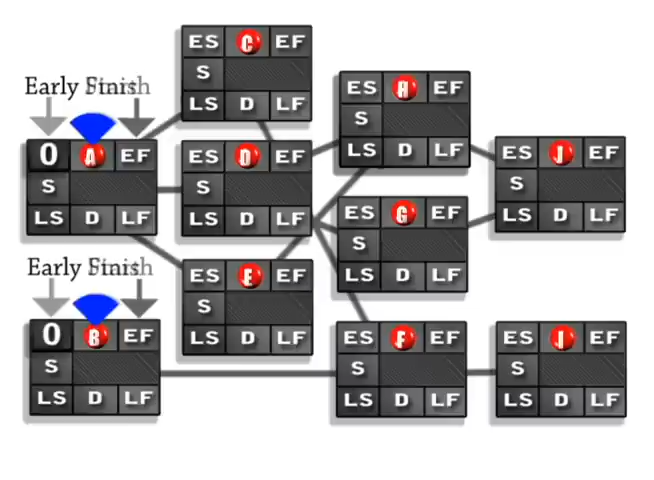 Early Finish
0 A EF
S
LS D LF
Early Finish
0 B EF
S
LS D LF
ES C EF
S
LS D LF
ES D EF
S
LS D LF
ES E EF
S
LS D LF
ES H EF
S
LS D LF
ES G EF
S
LS D LF
ES F EF
S
LS D LF
ES J EF
S
LS D LF
ES I EF
S
LS D LF